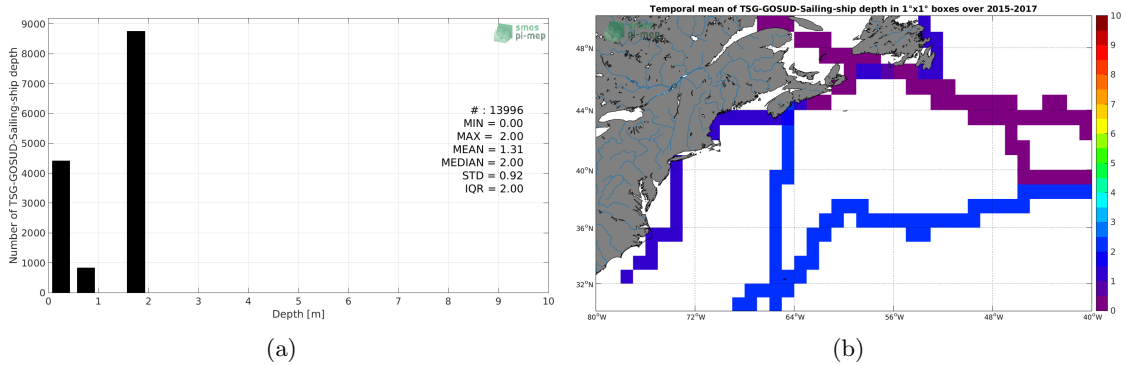 9000
8000
7000
6000
5000
4000
3000
2000
1000
0
Number of TSG-GOSUD-Sailing-ship depth
smos
pi-mep
# : 13996
MIN = 0.00
MAX = 2.00
MEAN = 1.31
MEDIAN = 2.00
STD = 0.92
IQR = 2.00
0 1 2 3 4 5 6 7 8 9 10
Depth [m]
(a)
Temporal mean of TSG-GOSUD-Sailing-ship depth in 1°x1° boxes over 2015-2017
smos
pi-mep
48°N
44°N
40°N
36°N
32°N
80°W 72°W 64°W 56°W 48°W 40°W
10
9
8
7
6
5
4
3
2
1
0
(b)